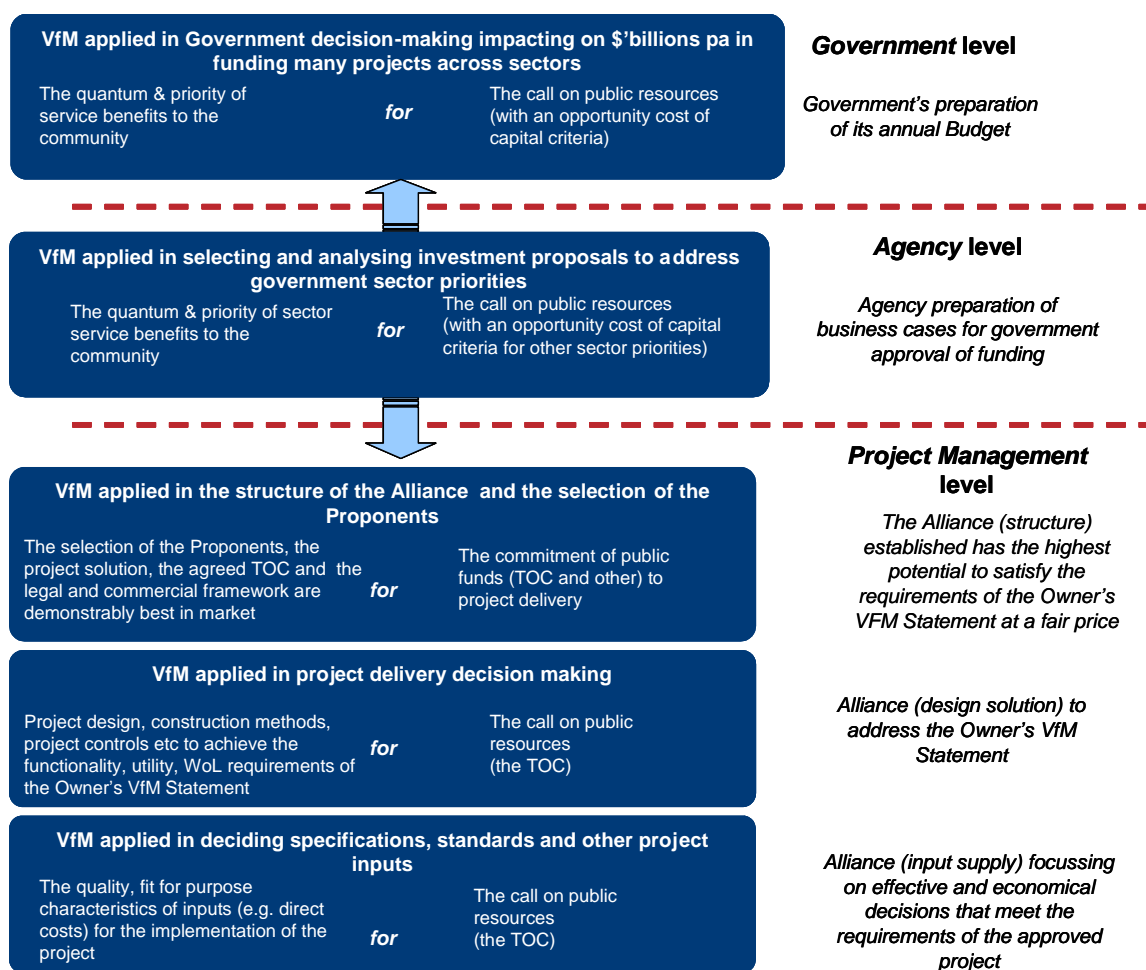 VfM applied in Government decision-making impacting on $'billions pa in
funding many projects across sectors
The quantum & priority of
service benefits to the
community
for
The call on public resources
(with an opportunity cost of
capital criteria)
Government level
Government's preparation
of its annual Budget
VfM applied in selecting and analysing investment proposals to address
government sector priorities
The quantum & priority of sector
service benefits to the
community
for
The call on public resources
(with an opportunity cost of capital
criteria for other sector priorities)
Agency level
Agency preparation of
business cases for government
approval of funding
Project Management
level
VfM applied in the structure of the Alliance and the selection of the
Proponents
The selection of the Proponents, the
project solution, the agreed TOC and the
legal and commercial framework are
demonstrably best in market
for
The commitment of public
funds (TOC and other) to
project delivery
The Alliance (structure)
established has the highest
potential to satisfy the
requirements of the Owner's
VFM Statement at a fair price
VfM applied in project delivery decision making
Project design, construction methods,
project controls etc to achieve the
functionality, utility, WoL requirements of
the Owner's VfM Statement
for
The call on public
resources
(the TOC)
Alliance (design solution) to
address the Owner's VfM
Statement
VfM applied in deciding specifications, standards and other project
inputs
The quality, fit for purpose
characteristics of inputs (e.g. direct
costs) for the implementation of the
project
for
The call on public
resources
(the TOC)
Alliance (input supply) focussing
on effective and economical
decisions that meet the
requirements of the approved
project